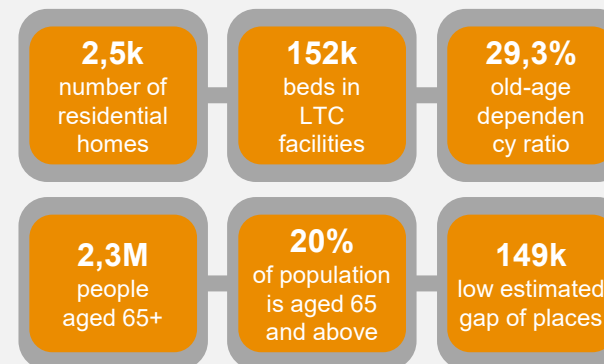 2,5k
number of
residential
homes
152k
beds in
LTC
facilities
29,3%
old-age
dependen
cy ratio
2,3M
people
aged 65+
20%
of population
is aged 65
and above
149k
low estimated
gap of places